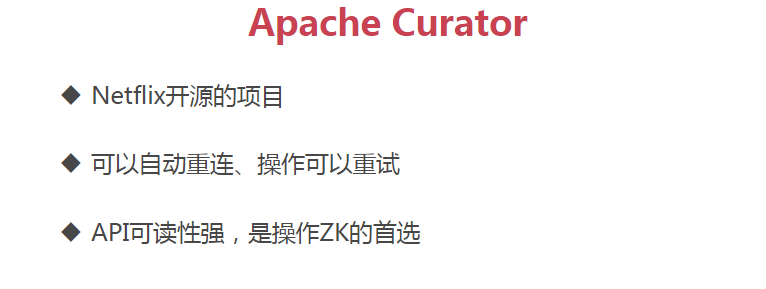 Apache Curator
◆ Netflix开源的项目
◆ 可以自动重连、操作可以重试
◆ API可读性强，是操作ZK的首选